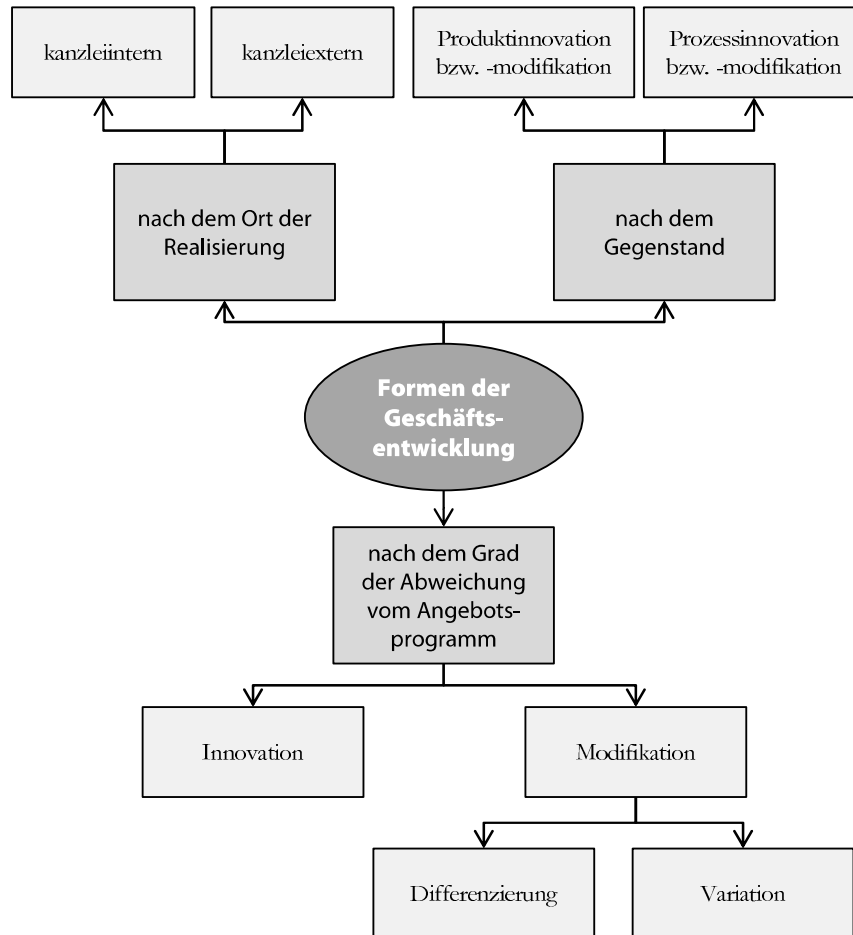 kanzleiintern
kanzleiextern
Produktinnovation
bzw. -modifikation
Prozessinnovation
bzw. -modifikation
nach dem Ort der
Realisierung
nach dem
Gegenstand
Formen der
Geschäfts-
entwicklung
nach dem Grad
der Abweichung
vom Angebots-
programm
Innovation
Modifikation
Differenzierung
Variation